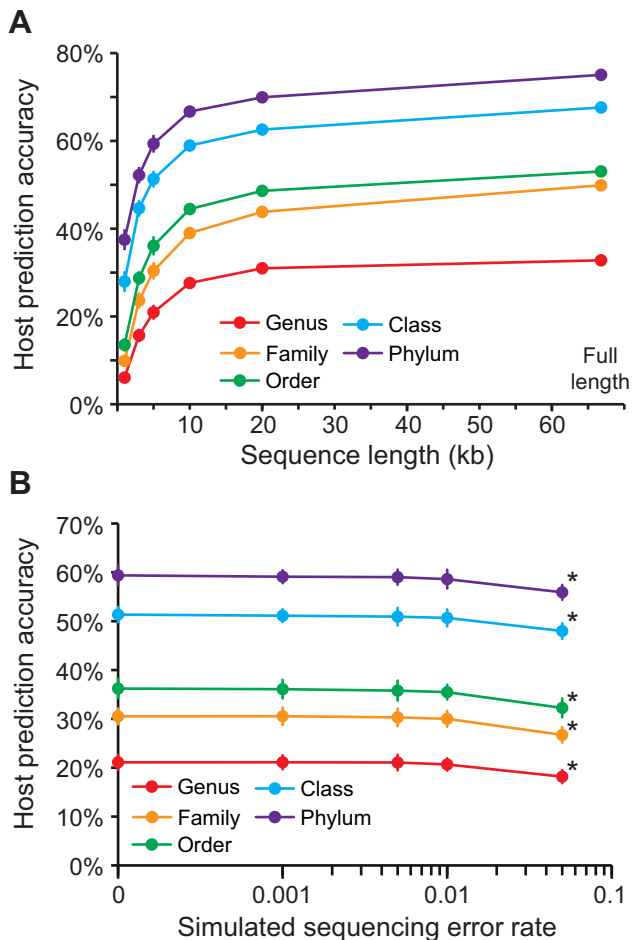 A
80%
60%
40%
20%
0%
Host prediction accuracy
Genus
Class
Family
Phylum
Order
Full
length
10
20
30
40
50
60
Sequence length (kb)
B
70%
60%
50%
40%
30%
20%
10%
0%
Host prediction accuracy
*
*
*
*
*
Genus
Class
Family
Phylum
Order
0
0.001
0.01
0.1
Simulated sequencing error rate